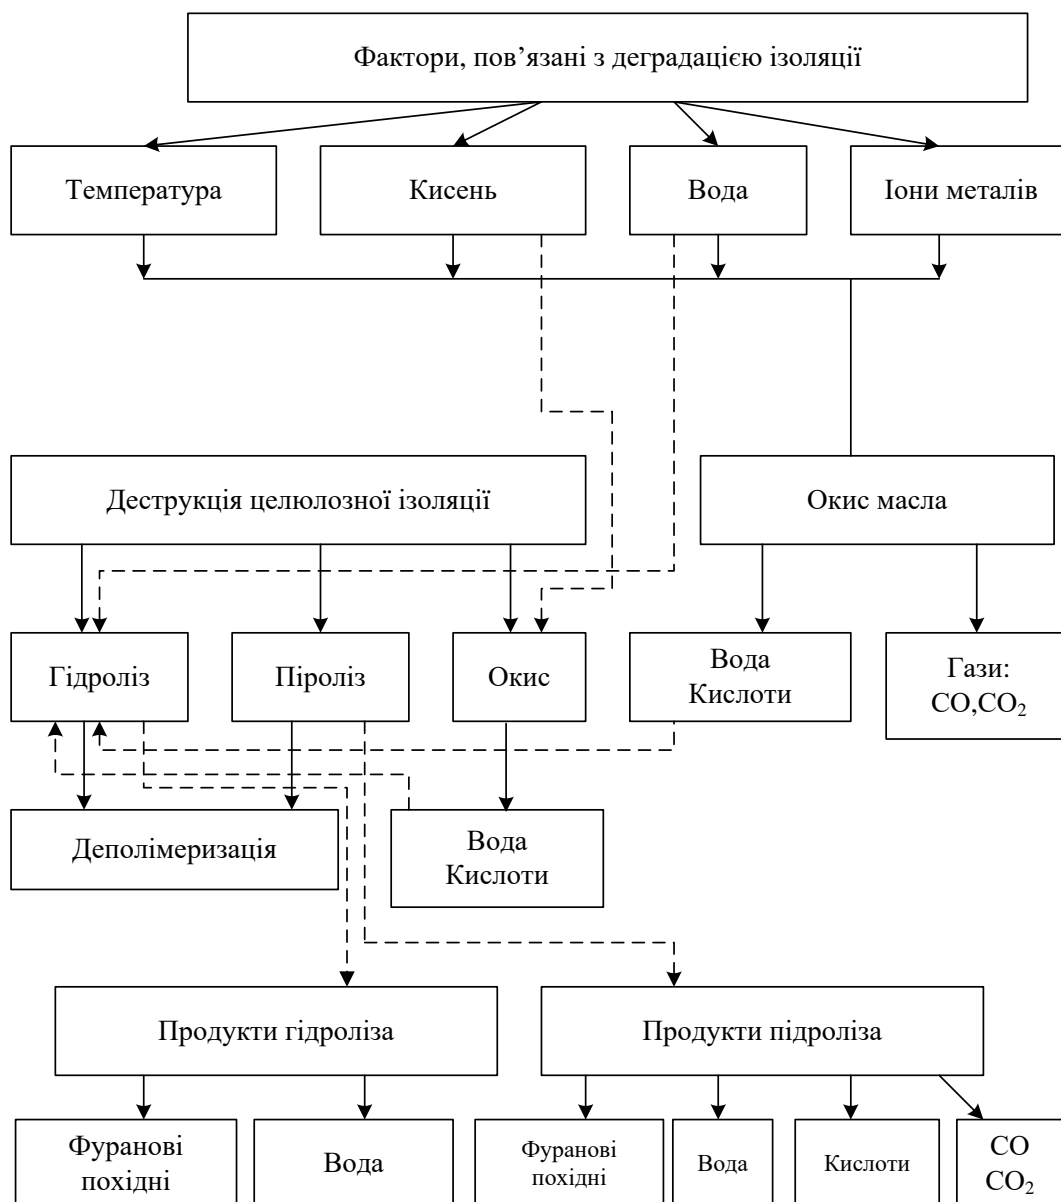 Фактори, пов’язані з деградацією ізоляції
Температура
Кисень
Вода
Іони металів
Деструкція целюлозної ізоляції
Окис масла
Гідроліз
Піроліз
Окис
Вода
Кислоти
Гази:
CO,CO₂
Деполімеризація
Вода
Кислоти
Продукти гідроліза
Продукти підроліза
Фуранові
похідні
Вода
Фуранові
похідні
Вода
Кислоти
CO
CO₂